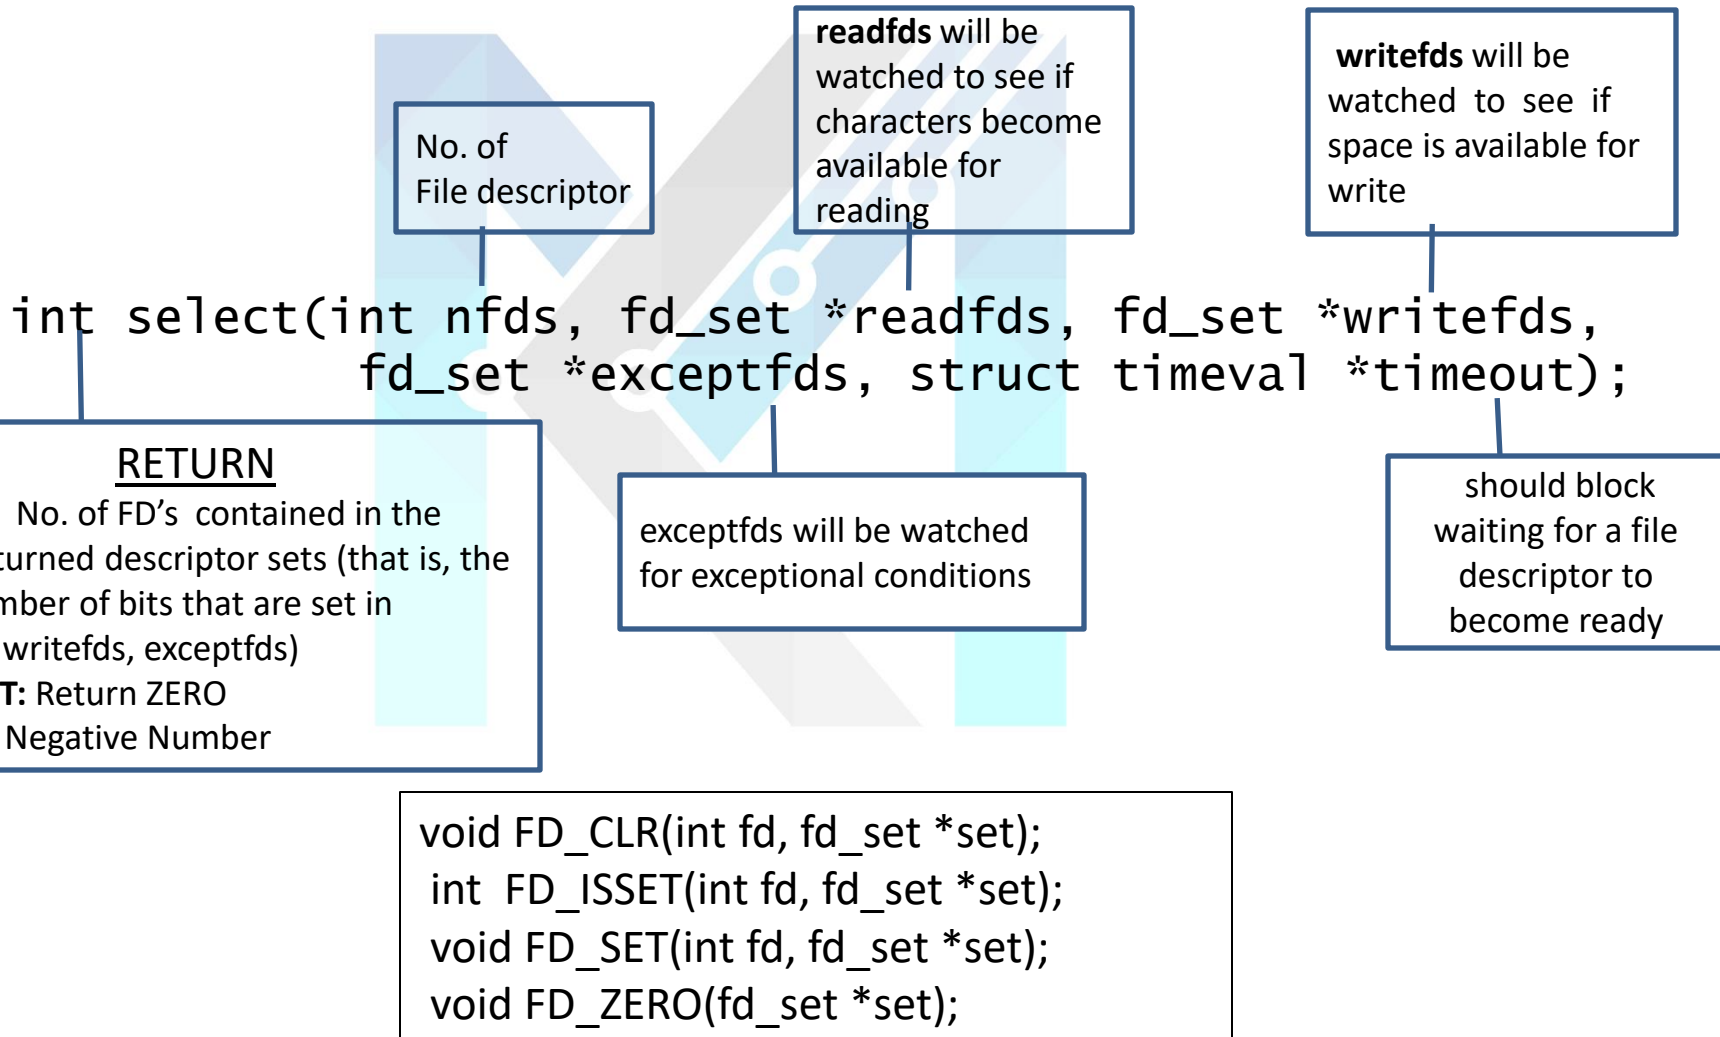 readfds will be
watched to see if
characters become
available for
reading
writefds will be
watched to see if
space is available for
write
No. of
File descriptor
int select(int nfds, fd_set *readfds, fd_set *writefds,
fd_set *exceptfds, struct timeval *timeout);
RETURN
No. of FD’s contained in the
descriptor sets (that is, the
of bits that are set in
writefds, exceptfds)
Return ZERO
Negative Number
exceptfds will be watched
for exceptional conditions
should block
waiting for a file
descriptor to
become ready
void FD_CLR(int fd, fd_set *set);
int FD_ISSET(int fd, fd_set *set);
void FD_SET(int fd, fd_set *set);
void FD_ZERO(fd_set *set);